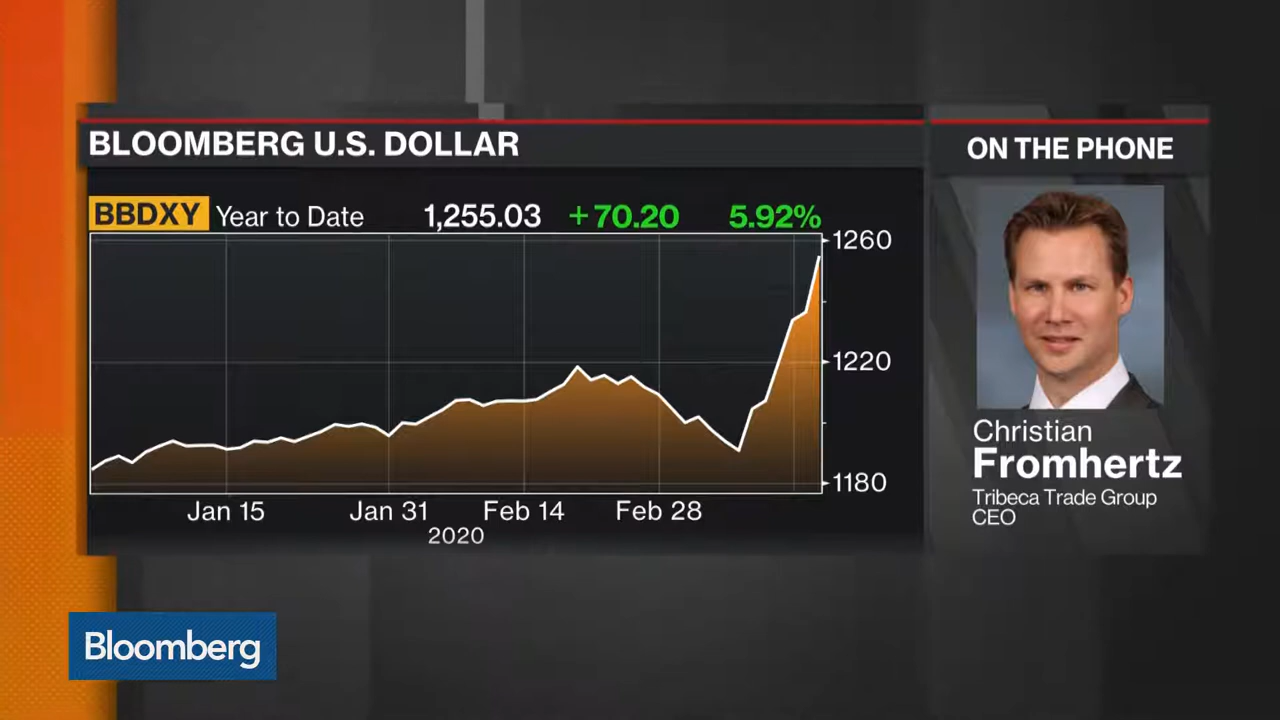 BLOOMBERG U.S. DOLLAR
BBDXY Year to Date 1,255.03 +70.20 5.92%
1260
1220
1180
Jan 15 Jan 31 Feb 14 Feb 28
2020
ON THE PHONE
Christian
Fromhertz
Tribeca Trade Group
CEO
Bloomberg